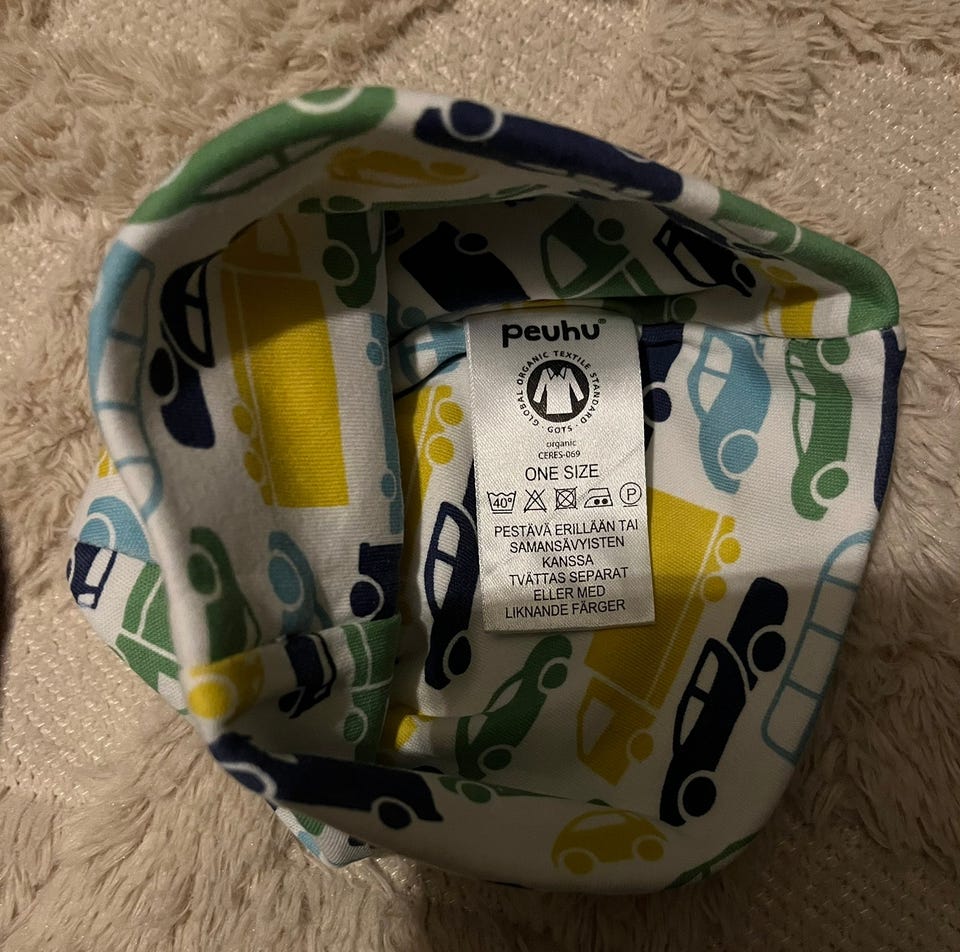 peuhu®
GLOBAL ORGANIC TEXTILE STANDARD · GOTS ·
organic
CERES-069
ONE SIZE
40° P
PESTÄVÄ ERILLÄÄN TAI
SAMANSÄVYISTEN
KANSSA
TVÄTTAS SEPARAT
ELLER MED
LIKNANDE FÄRGER